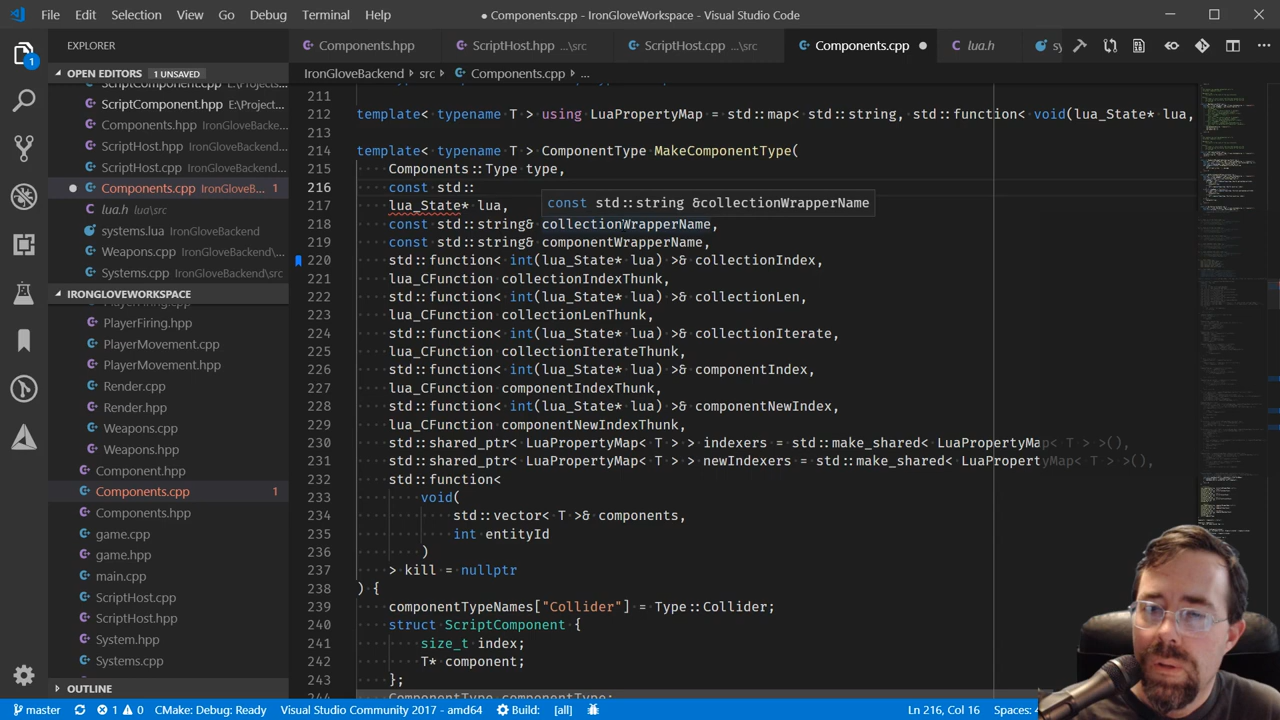 File Edit Selection View Go Debug Terminal Help
● Components.cpp - IronGloveWorkspace - Visual Studio Code
EXPLORER
Components.hpp
ScriptHost.hpp ...\src
ScriptHost.cpp ...\src
Components.cpp
lua.h
OPEN EDITORS 1 UNSAVED
IronGloveBackend › src › Components.cpp › ...
ScriptComponent.cpp E:\Projec...
ScriptComponent.hpp E:\Project...
Components.hpp IronGloveBacke...
ScriptHost.hpp IronGloveBackend...
ScriptHost.cpp IronGloveBackend...
Components.cpp IronGloveB... 1
lua.h lua\src
systems.lua IronGloveBackend
Weapons.cpp IronGloveBackend\...
Systems.cpp IronGloveBackend\src
IRONGLOVEWORKSPACE
PlayerFiring.cpp
PlayerFiring.hpp
PlayerMovement.cpp
PlayerMovement.hpp
Render.cpp
Render.hpp
Weapons.cpp
Weapons.hpp
Component.hpp
Components.cpp 1
Components.hpp
game.cpp
game.hpp
main.cpp
ScriptHost.cpp
ScriptHost.hpp
System.hpp
Systems.cpp
OUTLINE
211
212 template< typename T > using LuaPropertyMap = std::map< std::string, std::function< void(lua_State* lua,
213
214 template< typename T > ComponentType MakeComponentType(
215 Components::Type type,
216 const std::
const std::string &collectionWrapperName
217 lua_State* lua,
218 const std::string& collectionWrapperName,
219 const std::string& componentWrapperName,
220 std::function< int(lua_State* lua) >& collectionIndex,
221 lua_CFunction collectionIndexThunk,
222 std::function< int(lua_State* lua) >& collectionLen,
223 lua_CFunction collectionLenThunk,
224 std::function< int(lua_State* lua) >& collectionIterate,
225 lua_CFunction collectionIterateThunk,
226 std::function< int(lua_State* lua) >& componentIndex,
227 lua_CFunction componentIndexThunk,
228 std::function< int(lua_State* lua) >& componentNewIndex,
229 lua_CFunction componentNewIndexThunk,
230 std::shared_ptr< LuaPropertyMap< T > > indexers = std::make_shared< LuaPropertyMap< T > >(),
231 std::shared_ptr< LuaPropertyMap< T > > newIndexers = std::make_shared< LuaPropertyMap< T > >(),
232 std::function<
233 void(
234 std::vector< T >& components,
235 int entityId
236 )
237 > kill = nullptr
238 ) {
239 componentTypeNames["Collider"] = Type::Collider;
240 struct ScriptComponent {
241 size_t index;
242 T* component;
243 };
244 ComponentType componentType;
master 1 0 CMake: Debug: Ready Visual Studio Community 2017 - amd64 Build: [all] Ln 216, Col 16 Spaces: